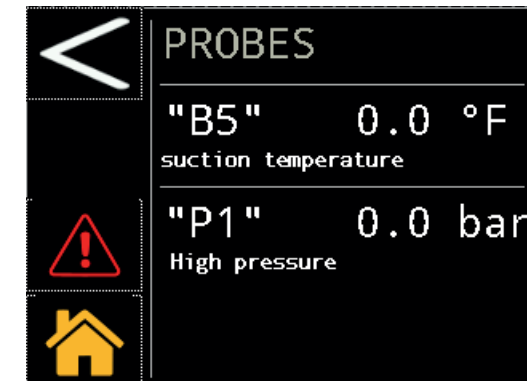 PROBES
"B5" 0.0 °F
suction temperature
"P1" 0.0 bar
High pressure